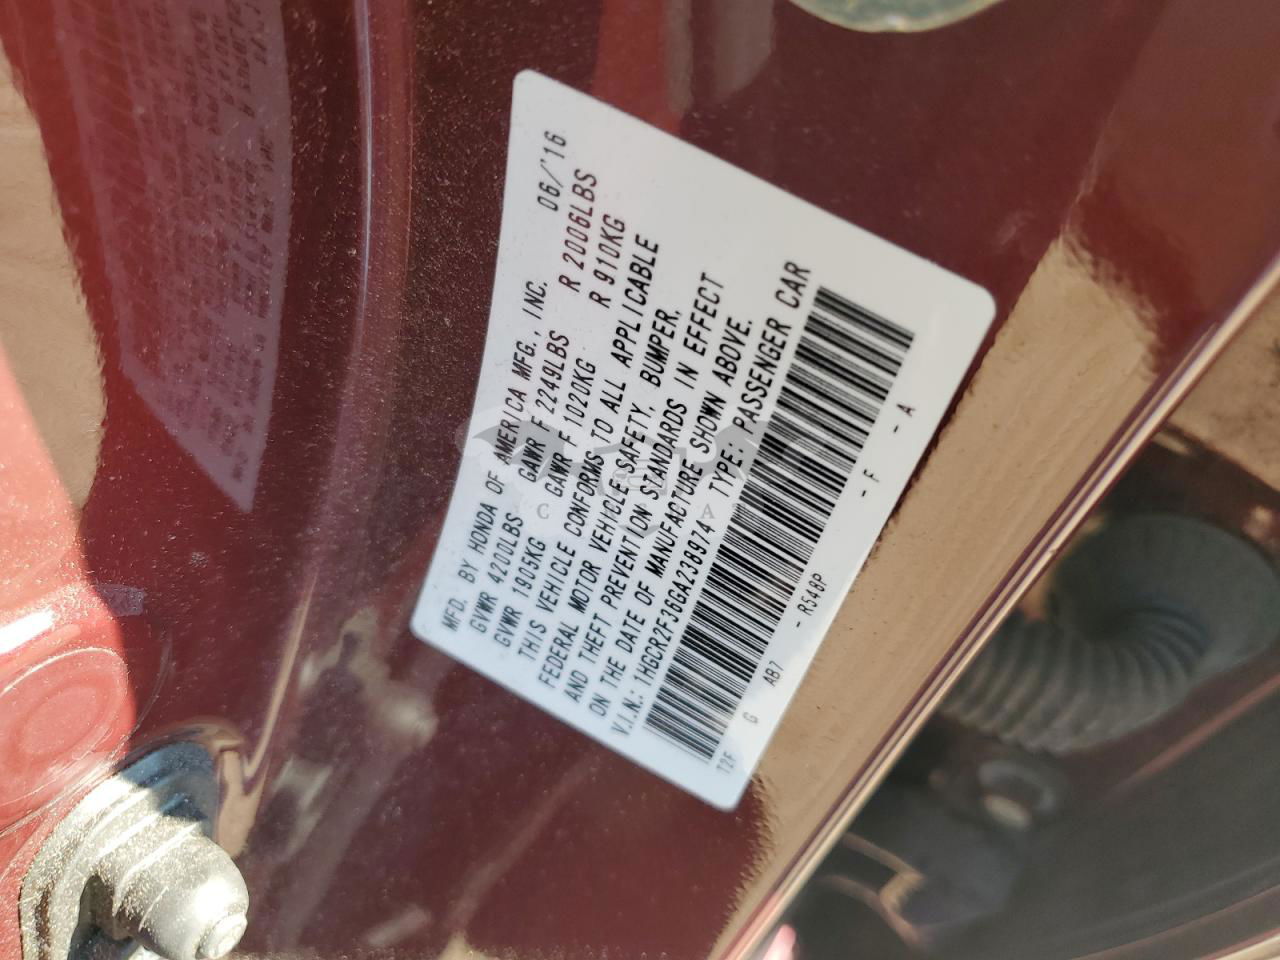 MFD. BY HONDA OF AMERICA MFG., INC. 06/'16
GVWR 4200LBS GAWR F 2249LBS R 2006LBS
GVWR 1905KG GAWR F 1020KG R 910KG
THIS VEHICLE CONFORMS TO ALL APPLICABLE
FEDERAL MOTOR VEHICLE SAFETY, BUMPER,
AND THEFT PREVENTION STANDARDS IN EFFECT
ON THE DATE OF MANUFACTURE SHOWN ABOVE.
V.I.N.: 1HGCR2F36GA238974 TYPE: PASSENGER CAR
T2F G AB7 - R548P - F - A